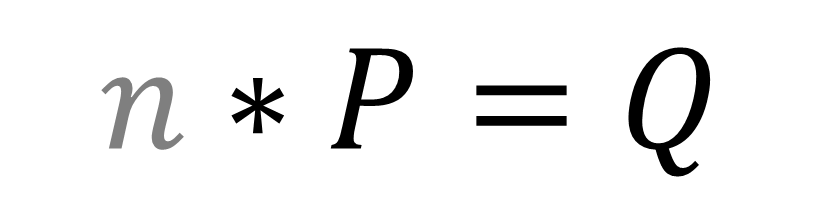 n * P = Q